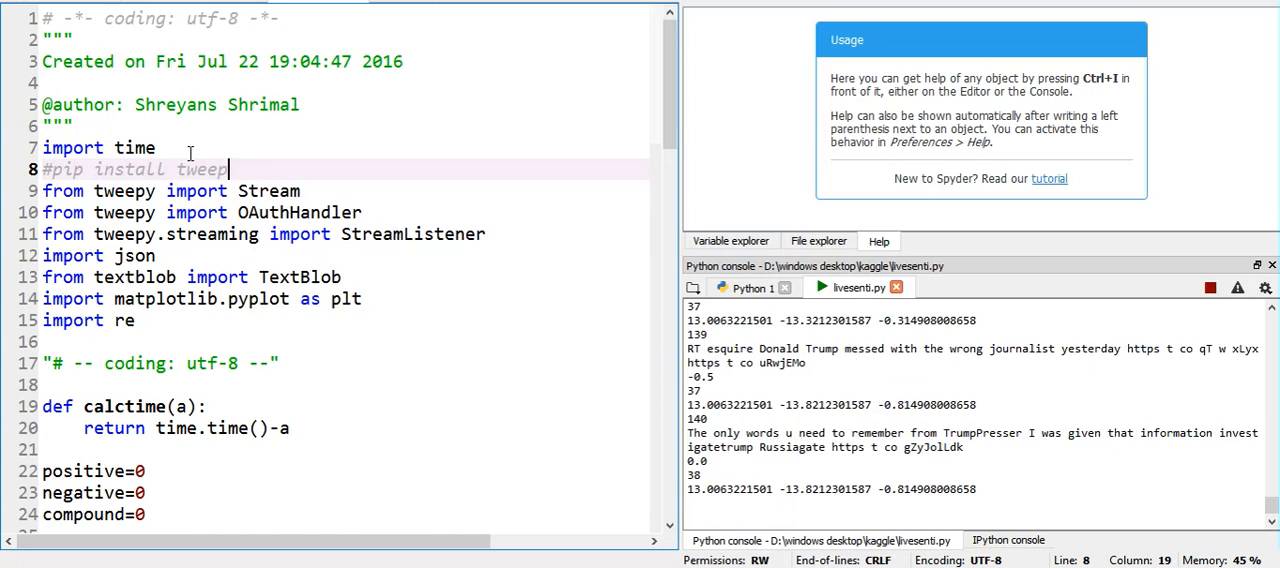 1 # -*- coding: utf-8 -*-
2 """
3 Created on Fri Jul 22 19:04:47 2016
4
5 @author: Shreyans Shrimal
6 """
7 import time
8 #pip install tweep
9 from tweepy import Stream
10 from tweepy import OAuthHandler
11 from tweepy.streaming import StreamListener
12 import json
13 from textblob import TextBlob
14 import matplotlib.pyplot as plt
15 import re
16
17 "# -- coding: utf-8 --"
18
19 def calctime(a):
20     return time.time()-a
21
22 positive=0
23 negative=0
24 compound=0
Usage
Here you can get help of any object by pressing Ctrl+I in
front of it, either on the Editor or the Console.
Help can also be shown automatically after writing a left
parenthesis next to an object. You can activate this
behavior in Preferences > Help.
New to Spyder? Read our tutorial
Variable explorer File explorer Help
Python console - D:\windows desktop\kaggle\livesenti.py
Python 1 livesenti.py
37
13.0063221501 -13.3212301587 -0.314908008658
139
RT esquire Donald Trump messed with the wrong journalist yesterday https t co qT w xLyx
https t co uRwjEMo
-0.5
37
13.0063221501 -13.8212301587 -0.814908008658
140
The only words u need to remember from TrumpPresser I was given that information invest
igatetrump Russiagate https t co gZyJolLdk
0.0
38
13.0063221501 -13.8212301587 -0.814908008658
Python console - D:\windows desktop\kaggle\livesenti.py IPython console
Permissions: RW End-of-lines: CRLF Encoding: UTF-8 Line: 8 Column: 19 Memory: 45 %